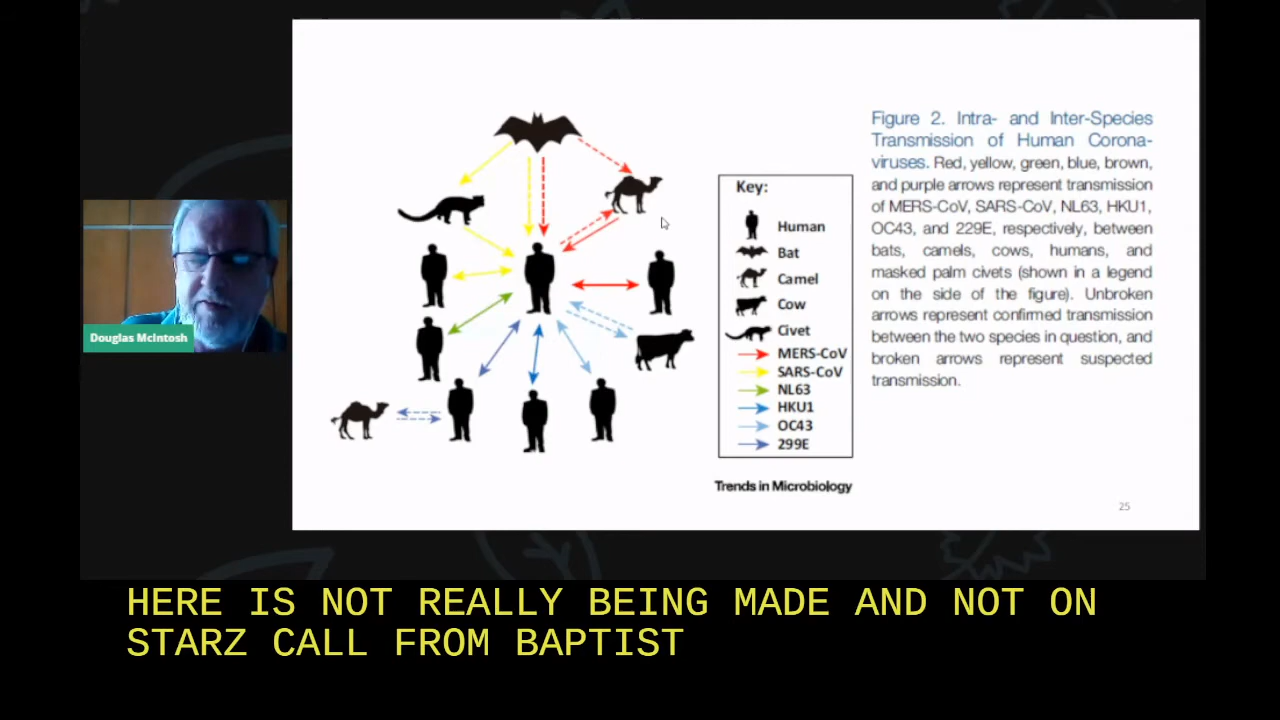 Figure 2. Intra- and Inter-Species
Transmission of Human Corona-
viruses. Red, yellow, green, blue, brown,
and purple arrows represent transmission
of MERS-CoV, SARS-CoV, NL63, HKU1,
OC43, and 229E, respectively, between
bats, camels, cows, humans, and
masked palm civets (shown in a legend
on the side of the figure). Unbroken
arrows represent confirmed transmission
between the two species in question, and
broken arrows represent suspected
transmission.
Key:
Human
Bat
Camel
Cow
Civet
MERS-CoV
SARS-CoV
NL63
HKU1
OC43
299E
Trends in Microbiology
25
Douglas McIntosh
HERE IS NOT REALLY BEING MADE AND NOT ON
STARZ CALL FROM BAPTIST